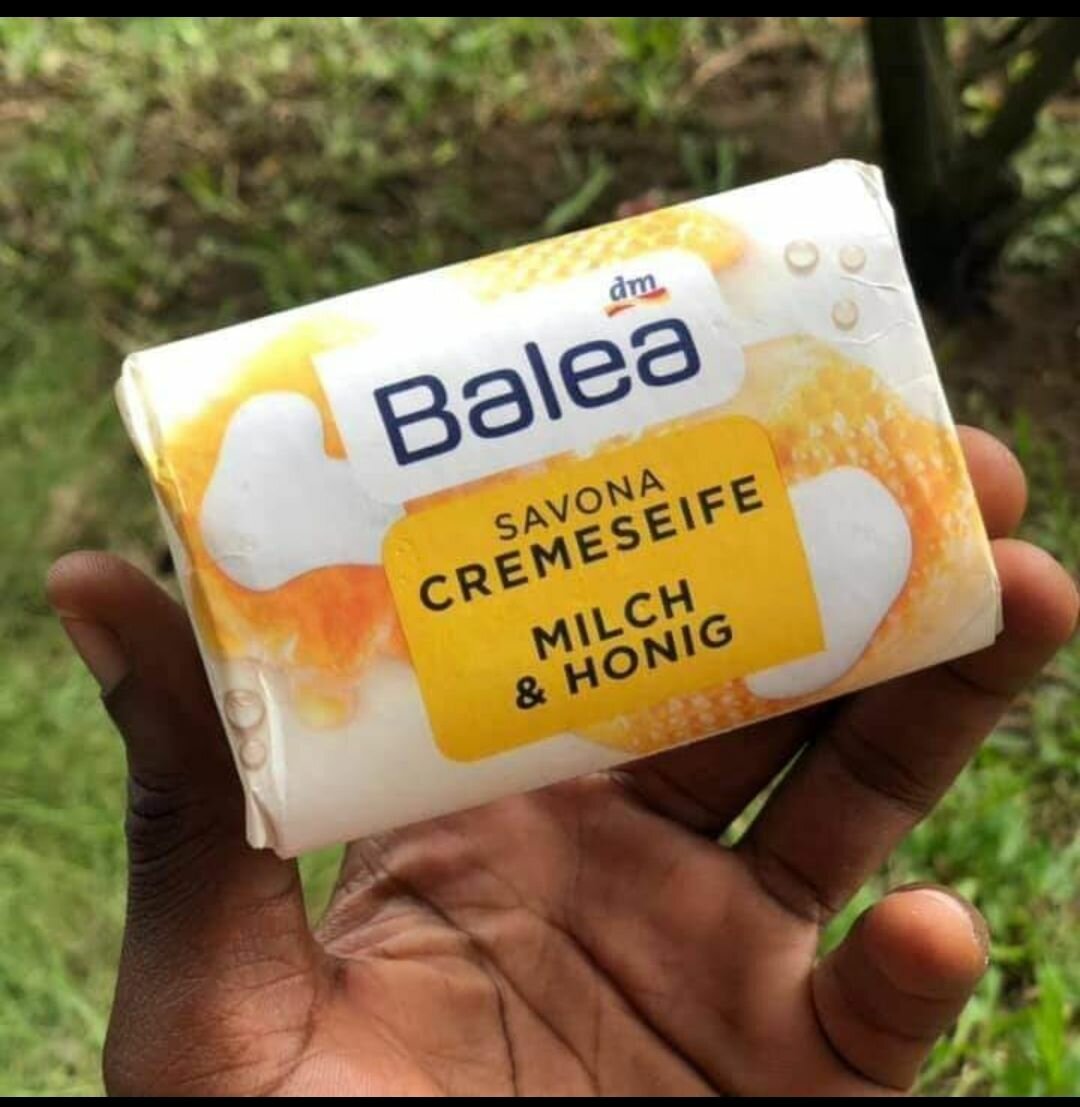 dm
Balea
SAVONA
CREMESEIFE
MILCH
& HONIG